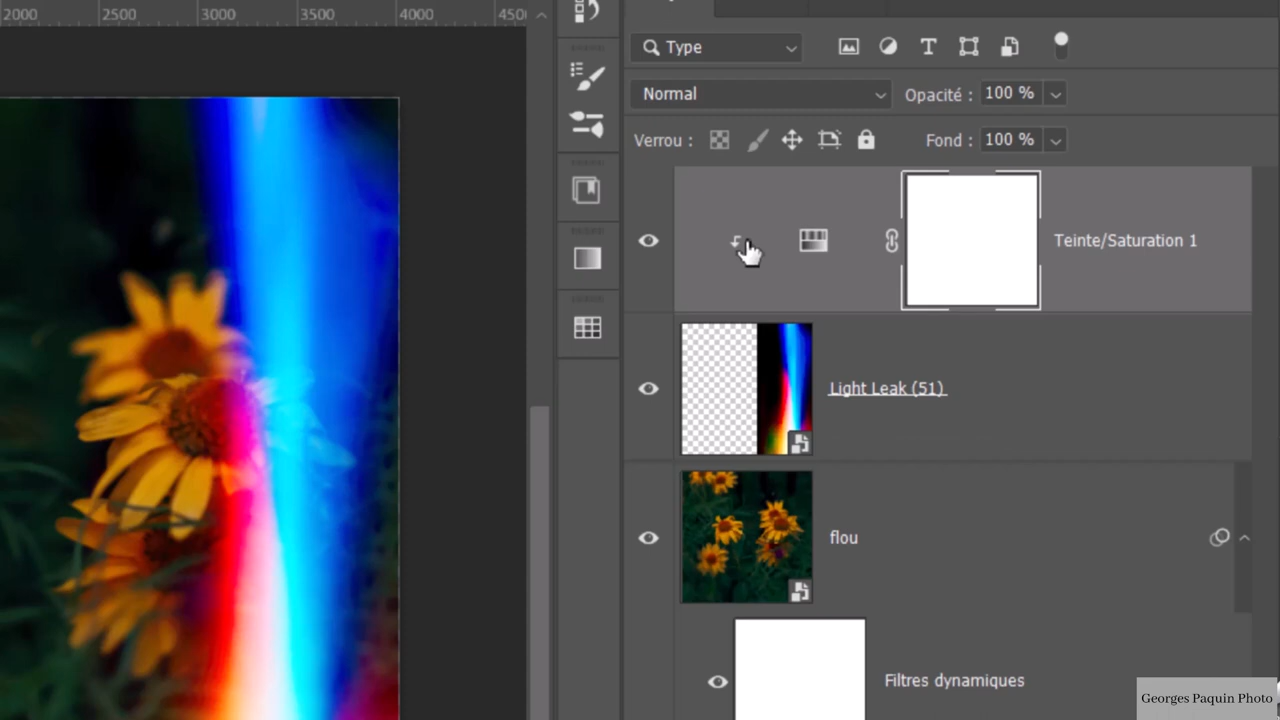 2000 2500 3000 3500 4000 450
Type
Normal Opacité : 100 %
Verrou : Fond : 100 %
Teinte/Saturation 1
Light Leak (51)
flou
Filtres dynamiques
Georges Paquin Photo